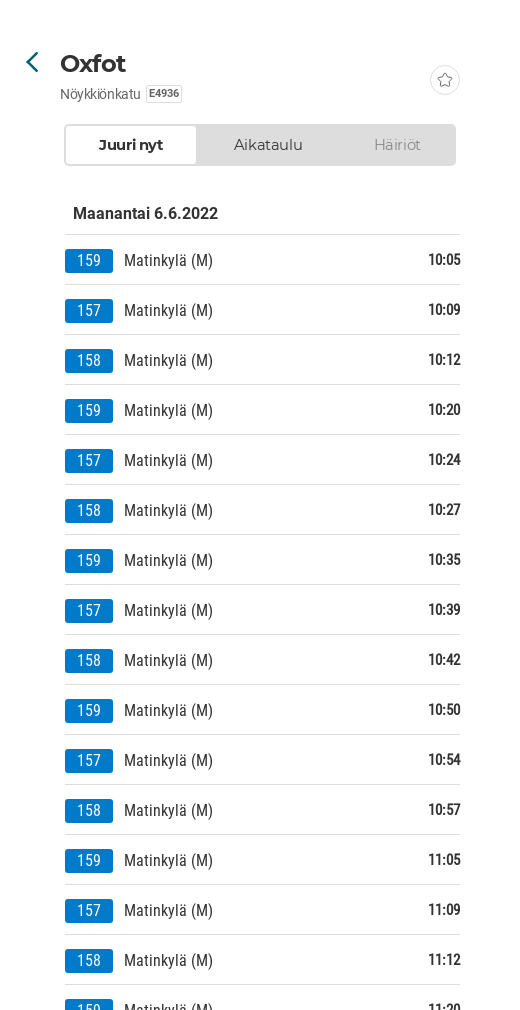 Oxfot
Nöykkiönkatu E4936
Juuri nyt Aikataulu Häiriöt
Maanantai 6.6.2022
159 Matinkylä (M) 10:05
157 Matinkylä (M) 10:09
158 Matinkylä (M) 10:12
159 Matinkylä (M) 10:20
157 Matinkylä (M) 10:24
158 Matinkylä (M) 10:27
159 Matinkylä (M) 10:35
157 Matinkylä (M) 10:39
158 Matinkylä (M) 10:42
159 Matinkylä (M) 10:50
157 Matinkylä (M) 10:54
158 Matinkylä (M) 10:57
159 Matinkylä (M) 11:05
157 Matinkylä (M) 11:09
158 Matinkylä (M) 11:12
159 Matinkylä (M) 11:20